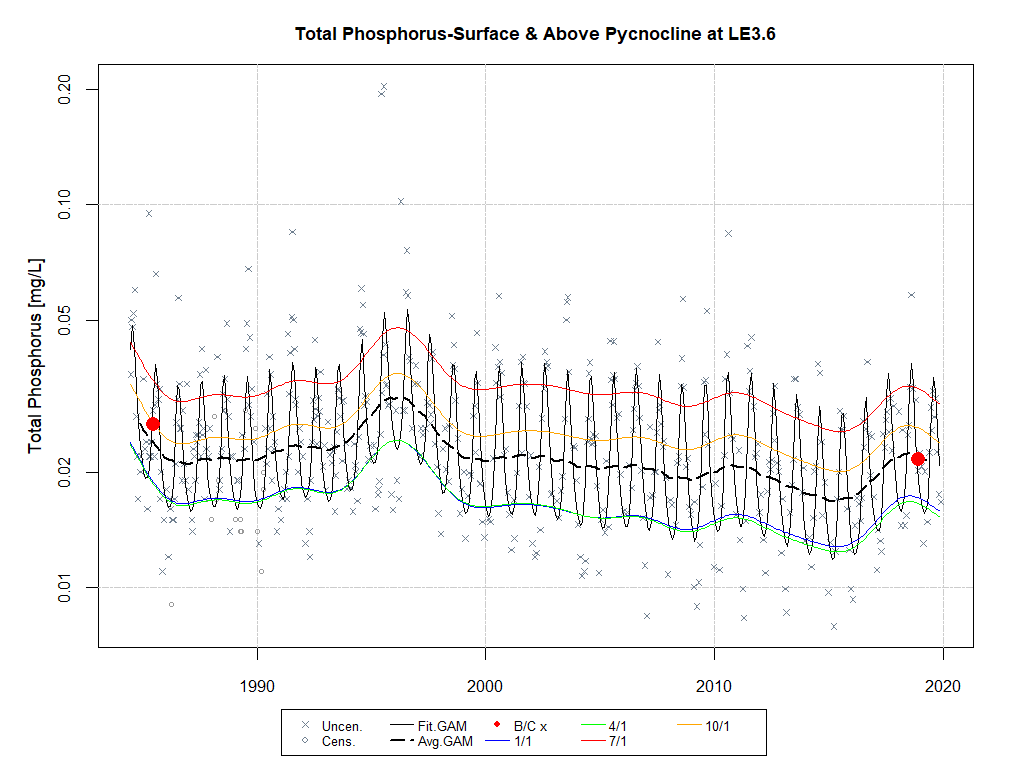 Total Phosphorus-Surface & Above Pycnocline at LE3.6
Total Phosphorus [mg/L]
0.20
0.10
0.05
0.02
0.01
1990 2000 2010 2020
Uncen. Fit.GAM B/C x 4/1 10/1
Cens. Avg.GAM 1/1 7/1